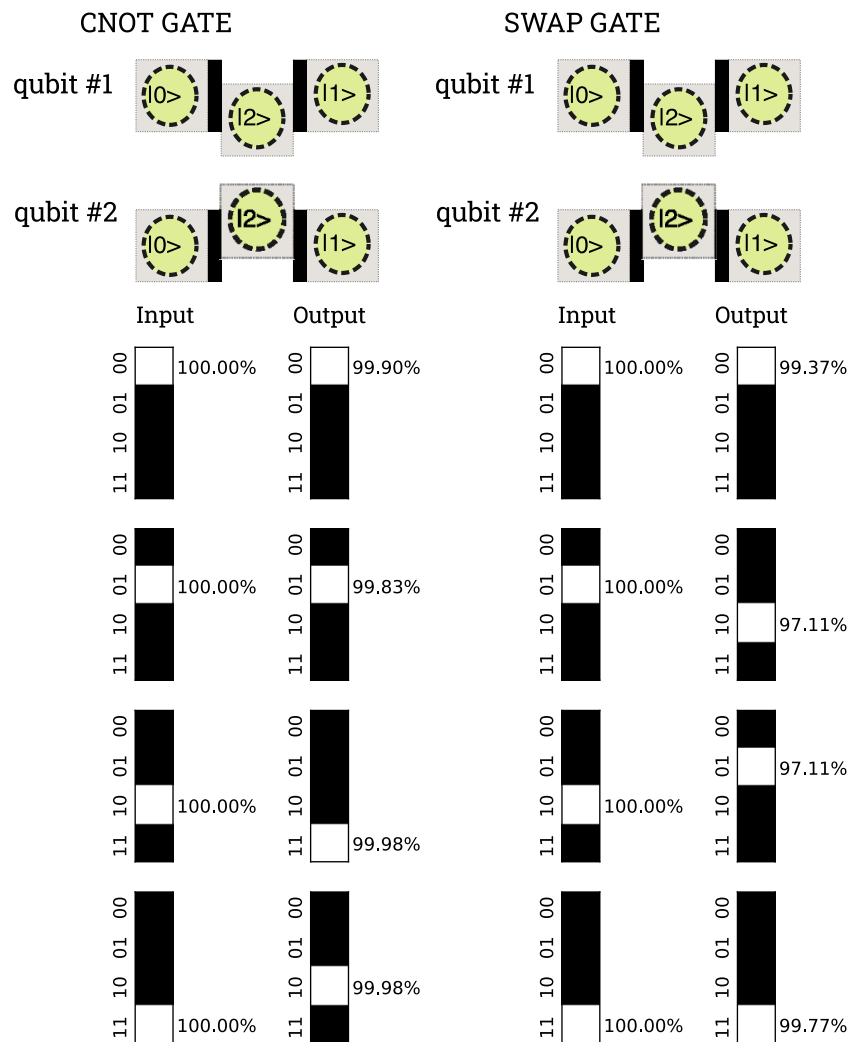 CNOT GATE SWAP GATE
qubit #1 |0> |2> |1> qubit #1 |0> |2> |1>
qubit #2 |0> |2> |1> qubit #2 |0> |2> |1>
Input Output Input Output
00 100.00% 00 99.90% 00 100.00% 00 99.37%
01 01 01 01
10 10 10 10
11 11 11 11
00 00 00 00
01 100.00% 01 99.83% 01 100.00% 01
10 10 10 10 97.11%
11 11 11 11
00 00 00 00
01 01 01 01 97.11%
10 100.00% 10 10 100.00% 10
11 11 99.98% 11 11
00 00 00 00
01 01 01 01
10 10 99.98% 10 10
11 100.00% 11 11 100.00% 11 99.77%